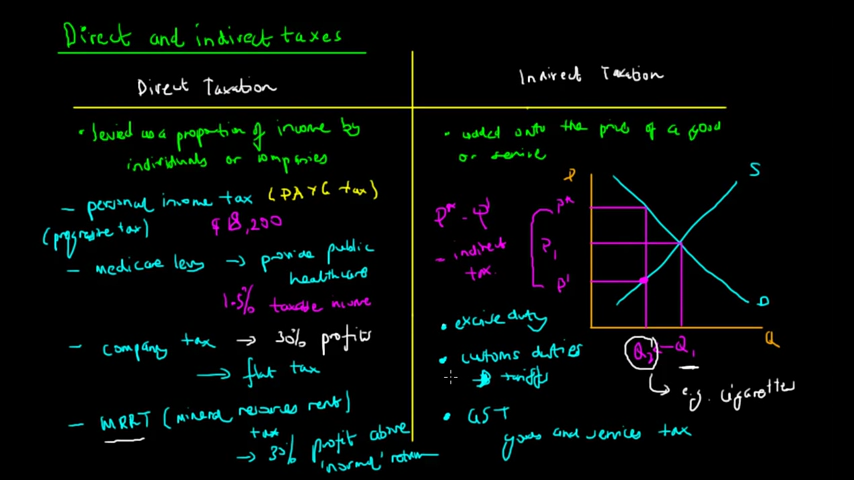 Direct and indirect taxes
Direct Taxation
• levied as a proportion of income by
individuals or companies
- personal income tax (PAYG tax)
(progressive tax) $18,200
- medicare levy → provide public
healthcare
1.5% taxable income
- company tax → 30% profits
→ flat tax
- MRRT (mineral resources rent)
tax
→ 30% profit above
'normal' return
Indirect Taxation
• added onto the price of a good
or service
P" - P'
- indirect
tax
P
P"
P1
P'
S
D
Q
Q2 - Q1
→ e.g. cigarettes
• excise duty
• customs duties
→ tariffs
• GST
goods and services tax